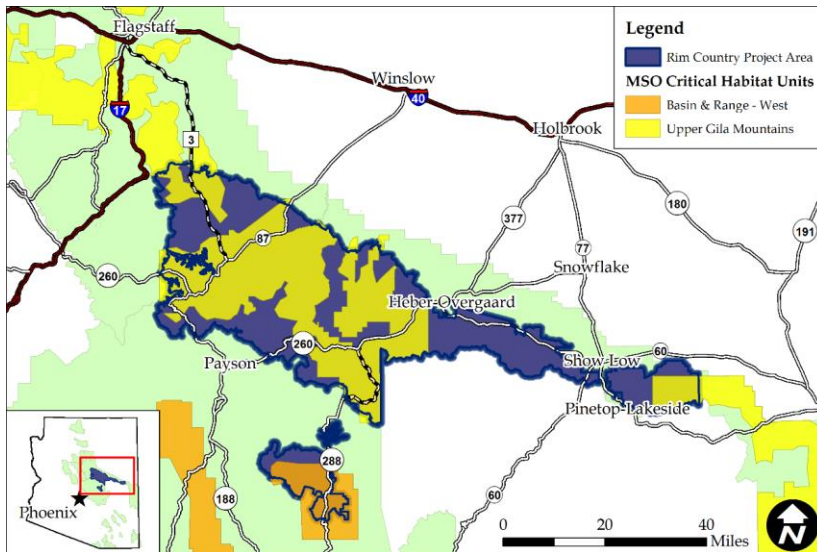 Flagstaff
Winslow
40
17
3
Holbrook
Legend
Rim Country Project Area
MSO Critical Habitat Units
Basin & Range - West
Upper Gila Mountains
180
377
191
77
87
260
Snowflake
Heber-Overgaard
Payson
260
Show Low
60
Pinetop-Lakeside
288
188
60
Phoenix
0 20 40
Miles
N